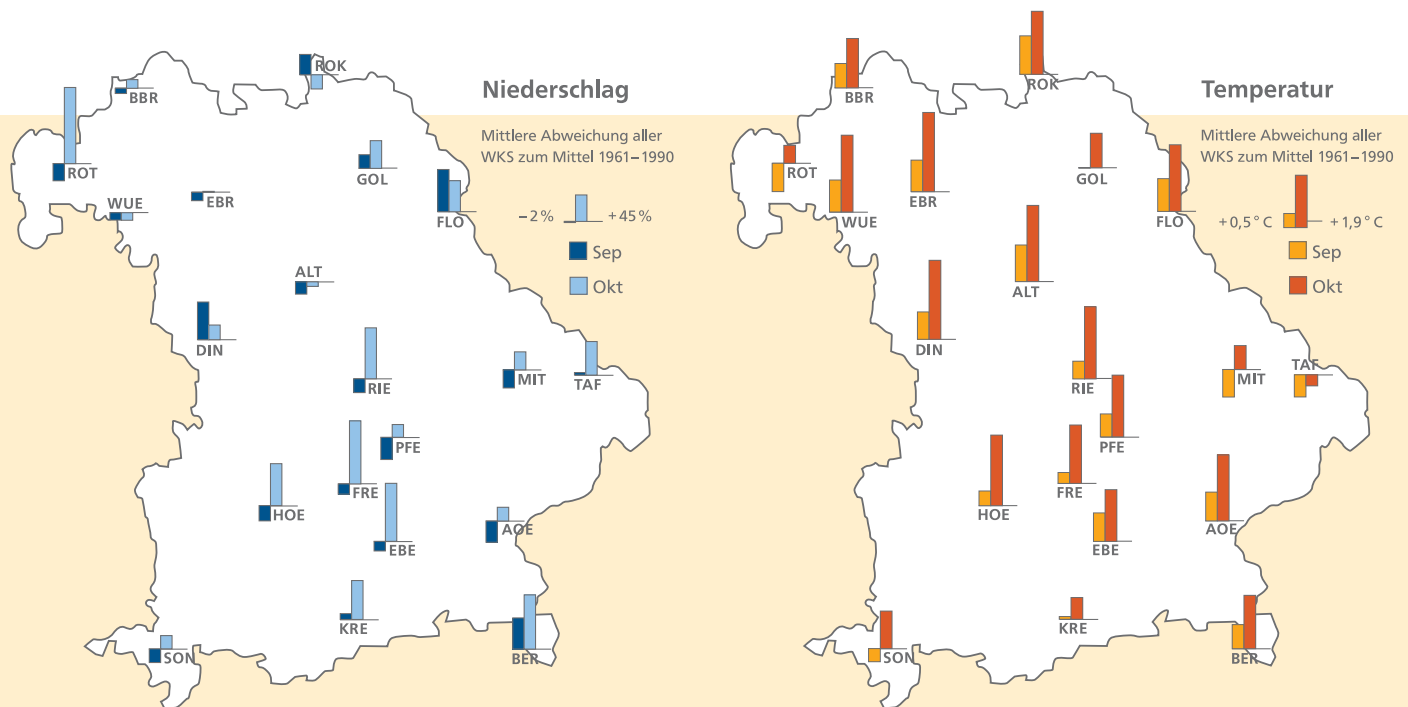 Niederschlag
Mittlere Abweichung aller
WKS zum Mittel 1961–1990
−2 % +45 %
Sep
Okt
ROK
BBR
ROT
GOL
EBR
WUE
FLO
ALT
DIN
RIE
MIT
TAF
PFE
FRE
HOE
AOE
EBE
KRE
SON
BER
Temperatur
Mittlere Abweichung aller
WKS zum Mittel 1961–1990
+0,5° C +1,9° C
Sep
Okt
ROK
BBR
ROT
GOL
EBR
WUE
FLO
ALT
DIN
TAF
MIT
RIE
PFE
FRE
HOE
AOE
EBE
KRE
SON
BER